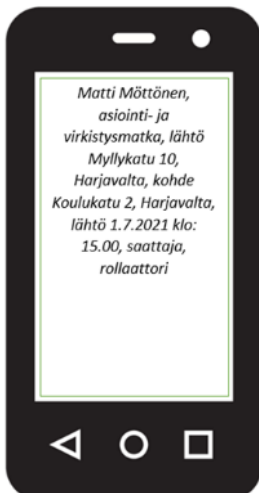 Matti Möttönen,
asiointi- ja
virkistysmatka, lähtö
Myllykatu 10,
Harjavalta, kohde
Koulukatu 2, Harjavalta,
lähtö 1.7.2021 klo:
15.00, saattaja,
rollaattori